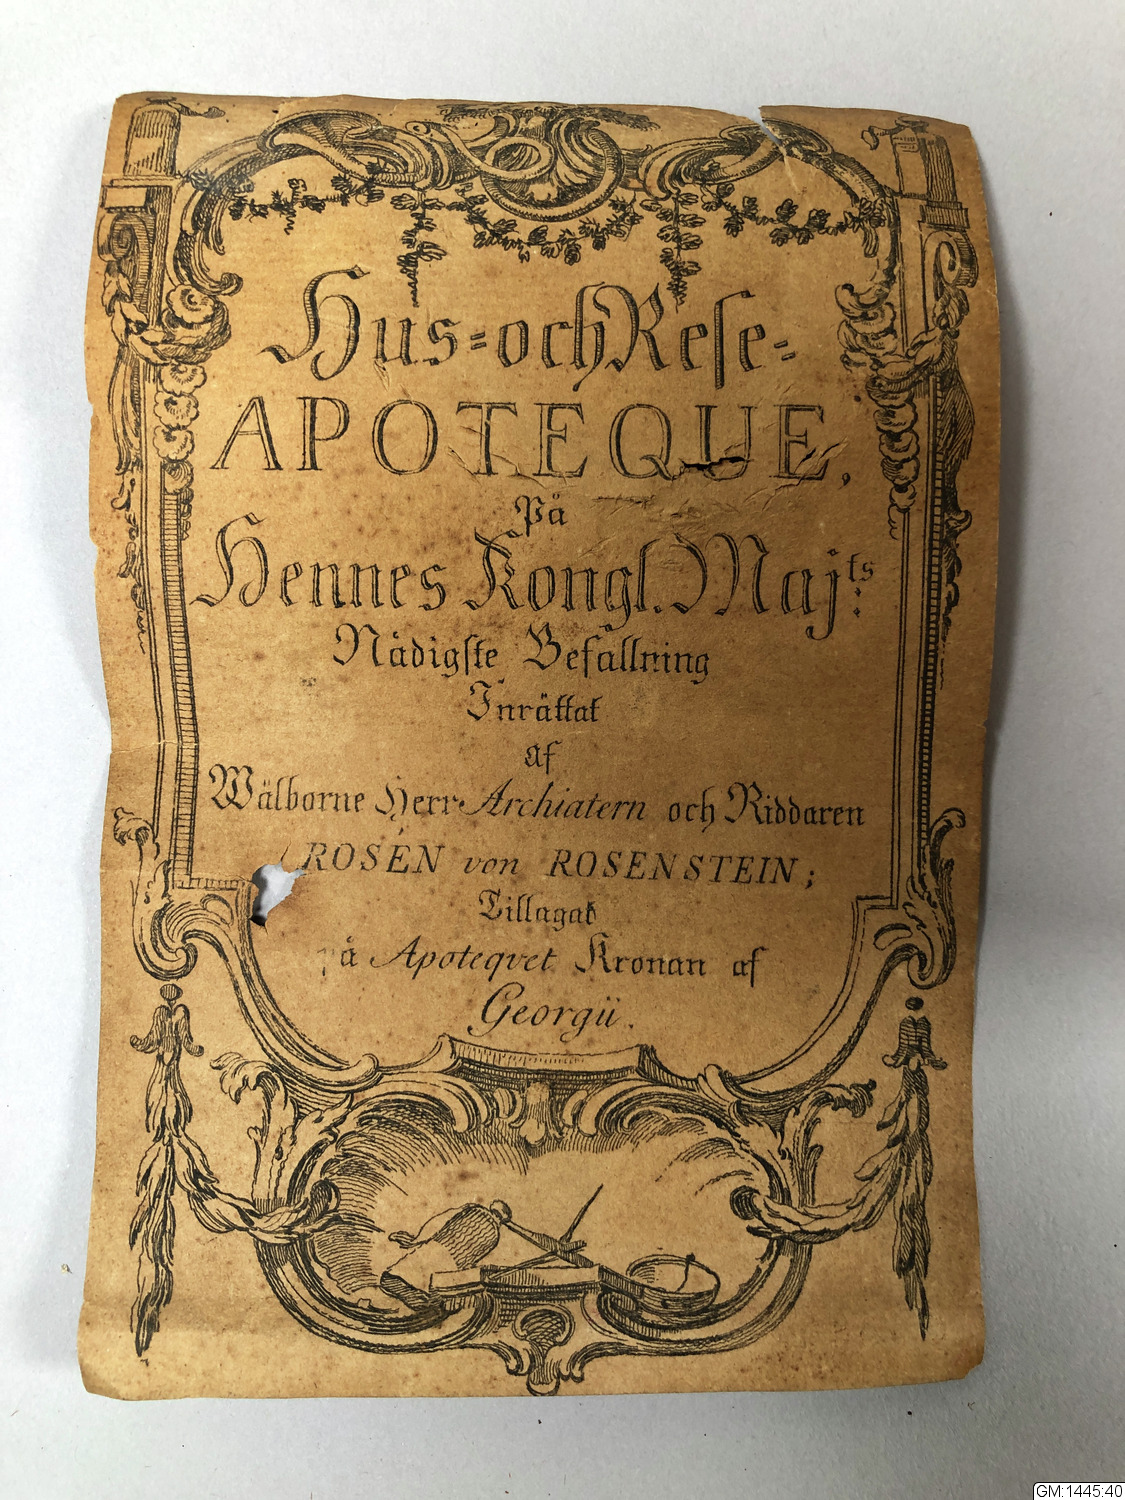 Hus-och Rese-
APOTEQUE,
På
Hennes Kongl. Maj:ts
Nådigste Befallning
Inrättat
af
Wälborne Herr Archiatern och Riddaren
ROSÉN von ROSENSTEIN;
Tillagat
på Apoteqvet Kronan af
Georgii.
GM:1445:40